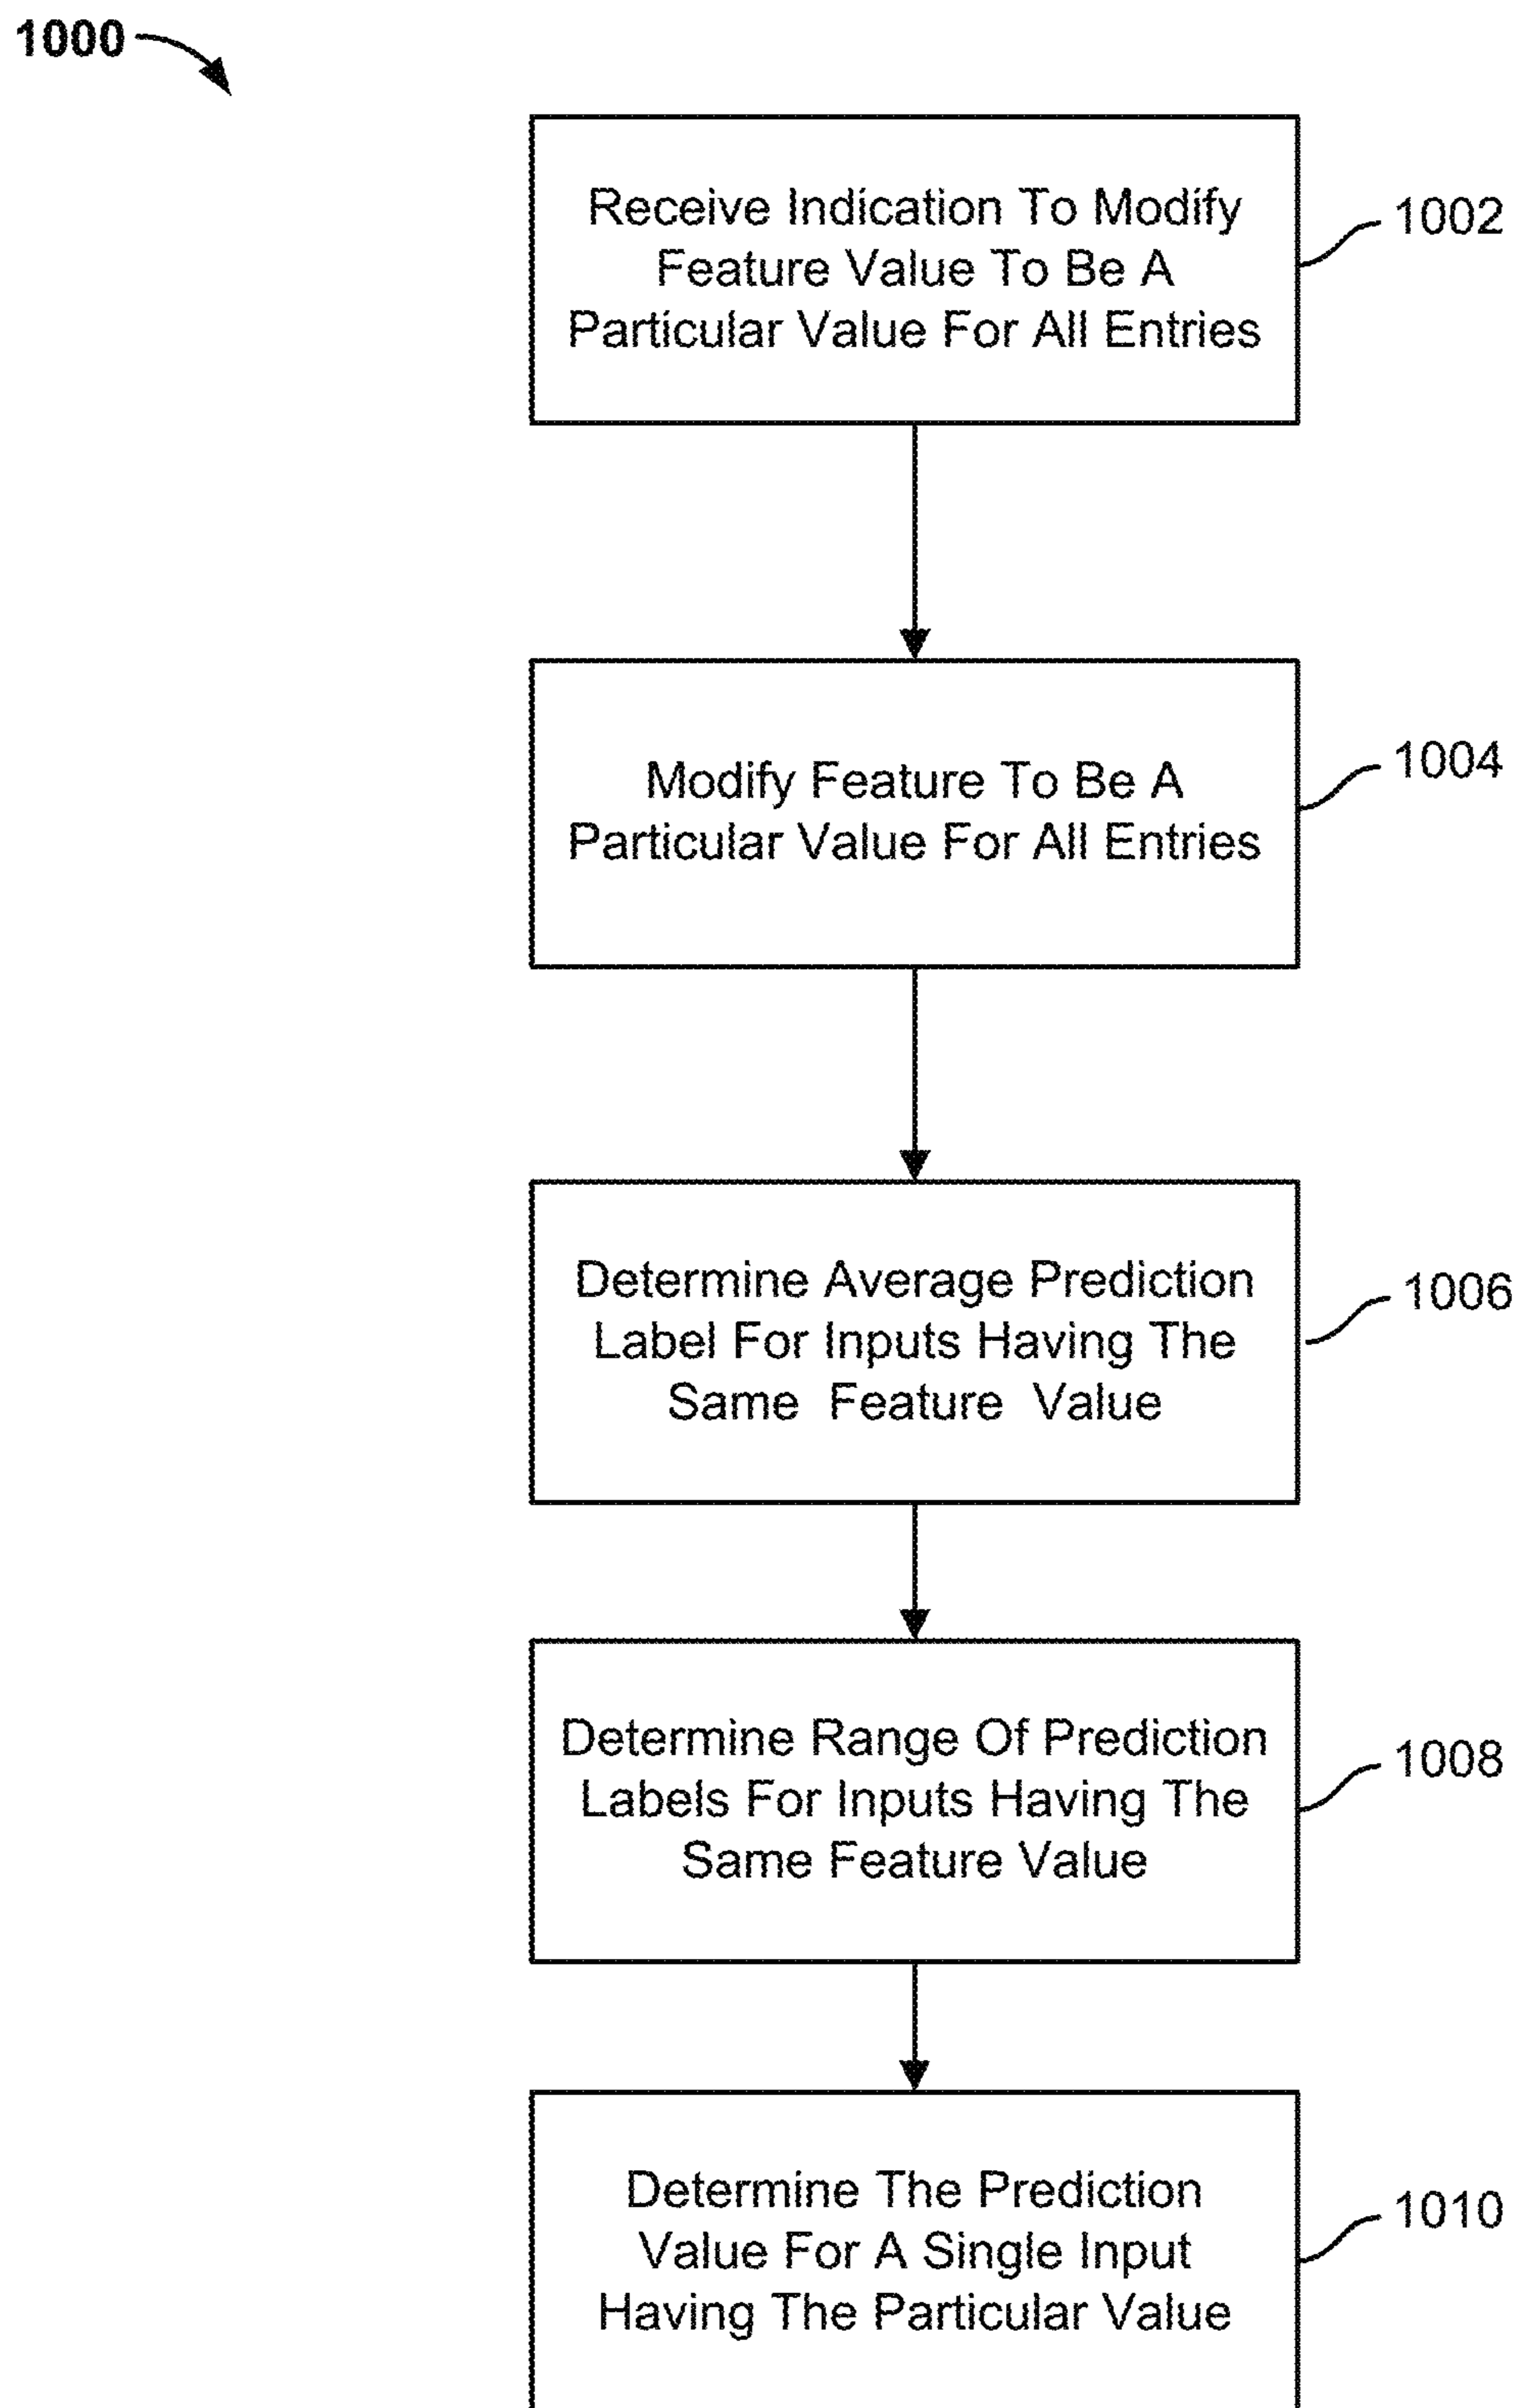 1000
Receive Indication To Modify
Feature Value To Be A
Particular Value For All Entries
1002
Modify Feature To Be A
Particular Value For All Entries
1004
Determine Average Prediction
Label For Inputs Having The
Same Feature Value
1006
Determine Range Of Prediction
Labels For Inputs Having The
Same Feature Value
1008
Determine The Prediction
Value For A Single Input
Having The Particular Value
1010